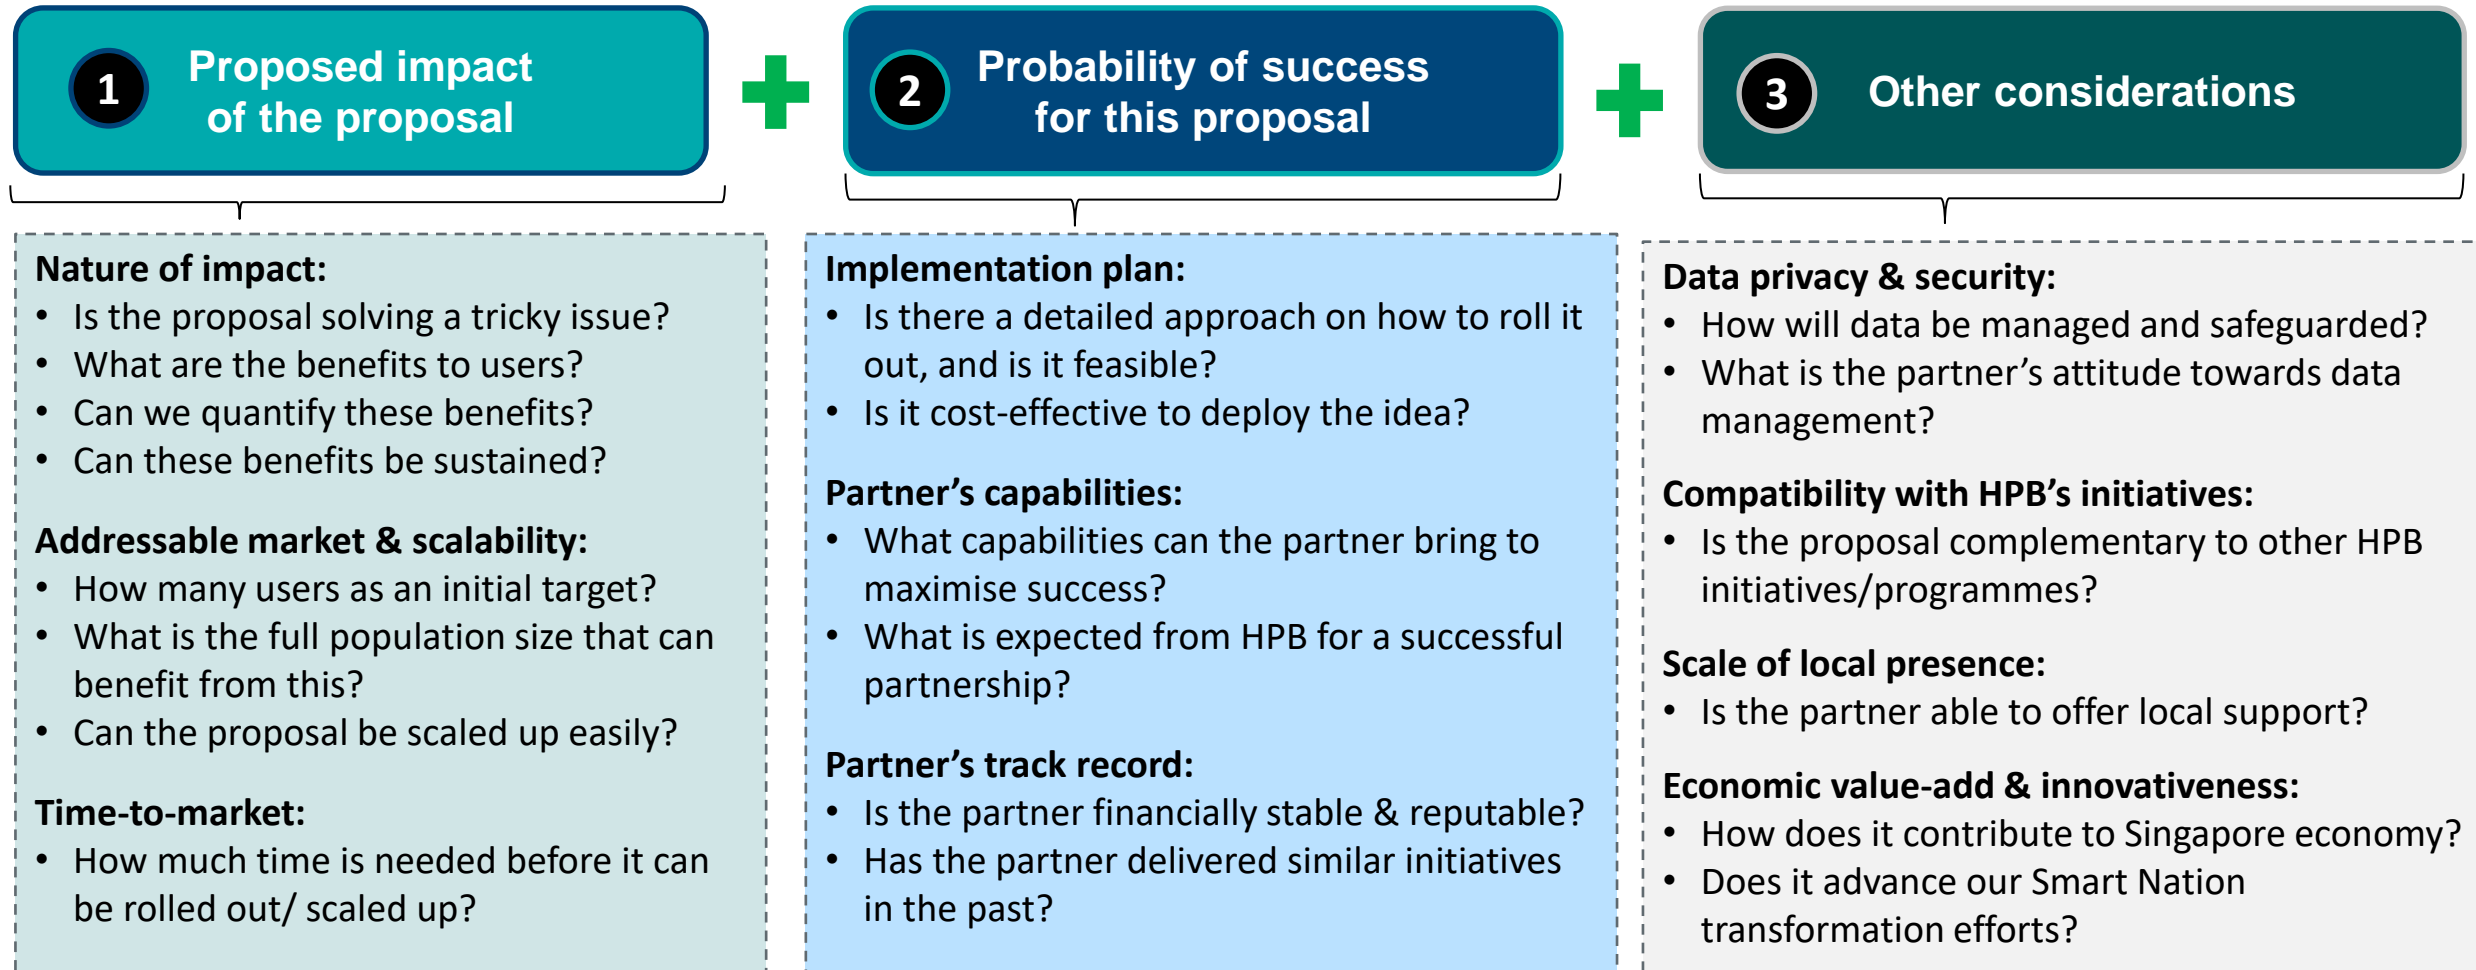 1
Proposed impact
of the proposal
2
Probability of success
for this proposal
3
Other considerations
Nature of impact:
• Is the proposal solving a tricky issue?
• What are the benefits to users?
• Can we quantify these benefits?
• Can these benefits be sustained?
Addressable market & scalability:
• How many users as an initial target?
• What is the full population size that can
benefit from this?
• Can the proposal be scaled up easily?
Time-to-market:
• How much time is needed before it can
be rolled out/ scaled up?
Implementation plan:
• Is there a detailed approach on how to roll it
out, and is it feasible?
• Is it cost-effective to deploy the idea?
Partner’s capabilities:
• What capabilities can the partner bring to
maximise success?
• What is expected from HPB for a successful
partnership?
Partner’s track record:
• Is the partner financially stable & reputable?
• Has the partner delivered similar initiatives
in the past?
Data privacy & security:
• How will data be managed and safeguarded?
• What is the partner’s attitude towards data
management?
Compatibility with HPB’s initiatives:
• Is the proposal complementary to other HPB
initiatives/programmes?
Scale of local presence:
• Is the partner able to offer local support?
Economic value-add & innovativeness:
• How does it contribute to Singapore economy?
• Does it advance our Smart Nation
transformation efforts?